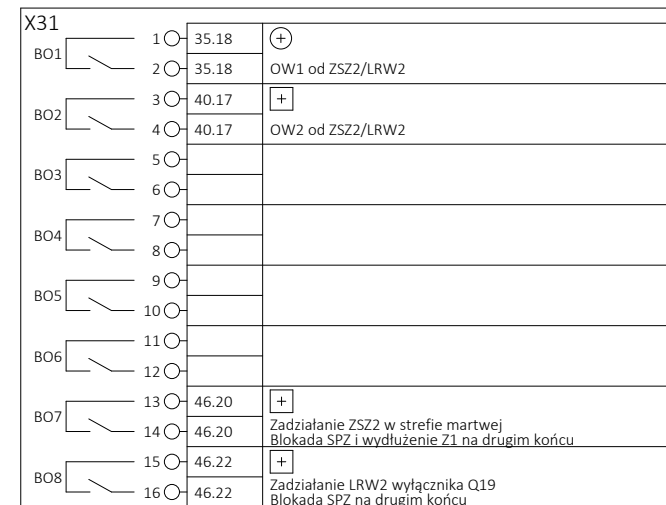 X31
BO1
1 35.18 +
2 35.18 OW1 od ZSZ2/LRW2
BO2
3 40.17 +
4 40.17 OW2 od ZSZ2/LRW2
BO3
5
6
BO4
7
8
BO5
9
10
BO6
11
12
BO7
13 46.20 +
14 46.20 Zadziałanie ZSZ2 w strefie martwej
Blokada SPZ i wydłużenie Z1 na drugim końcu
BO8
15 46.22 +
16 46.22 Zadziałanie LRW2 wyłącznika Q19
Blokada SPZ na drugim końcu